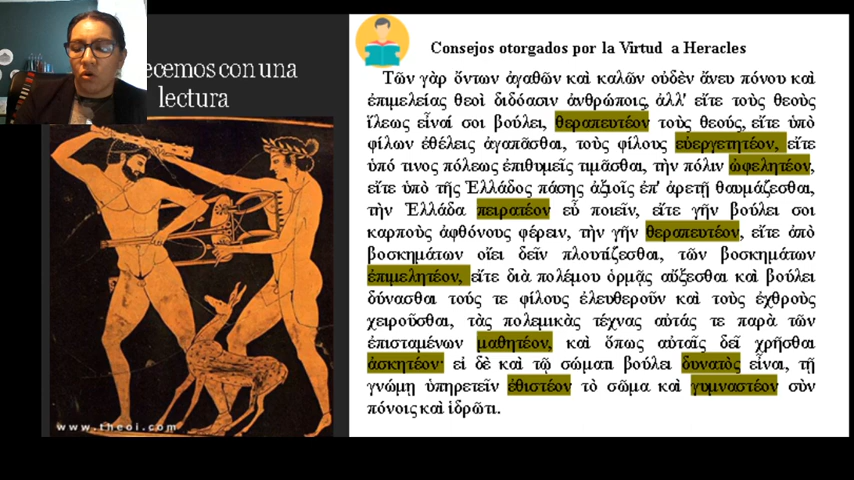 ecemos con una
lectura
www.theoi.com
Consejos otorgados por la Virtud a Heracles
Τῶν γὰρ ὄντων ἀγαθῶν καὶ καλῶν οὐδὲν ἄνευ πόνου καὶ
ἐπιμελείας θεοὶ διδόασιν ἀνθρώποις, ἀλλ' εἴτε τοὺς θεοὺς
ἵλεως εἶναί σοι βούλει, θεραπευτέον τοὺς θεούς, εἴτε ὑπὸ
φίλων ἐθέλεις ἀγαπᾶσθαι, τοὺς φίλους εὐεργετητέον, εἴτε
ὑπό τινος πόλεως ἐπιθυμεῖς τιμᾶσθαι, τὴν πόλιν ὠφελητέον,
εἴτε ὑπὸ τῆς Ἑλλάδος πάσης ἀξιοῖς ἐπ' ἀρετῇ θαυμάζεσθαι,
τὴν Ἑλλάδα πειρατέον εὖ ποιεῖν, εἴτε γῆν βούλει σοι
καρποὺς ἀφθόνους φέρειν, τὴν γῆν θεραπευτέον, εἴτε ἀπὸ
βοσκημάτων οἴει δεῖν πλουτίζεσθαι, τῶν βοσκημάτων
ἐπιμελητέον, εἴτε διὰ πολέμου ὁρμᾷς αὔξεσθαι καὶ βούλει
δύνασθαι τούς τε φίλους ἐλευθεροῦν καὶ τοὺς ἐχθροὺς
χειροῦσθαι, τὰς πολεμικὰς τέχνας αὐτάς τε παρὰ τῶν
ἐπισταμένων μαθητέον, καὶ ὅπως αὐταῖς δεῖ χρῆσθαι
ἀσκητέον· εἰ δὲ καὶ τῷ σώματι βούλει δυνατὸς εἶναι, τῇ
γνώμῃ ὑπηρετεῖν ἐθιστέον τὸ σῶμα καὶ γυμναστέον σὺν
πόνοις καὶ ἱδρῶτι.